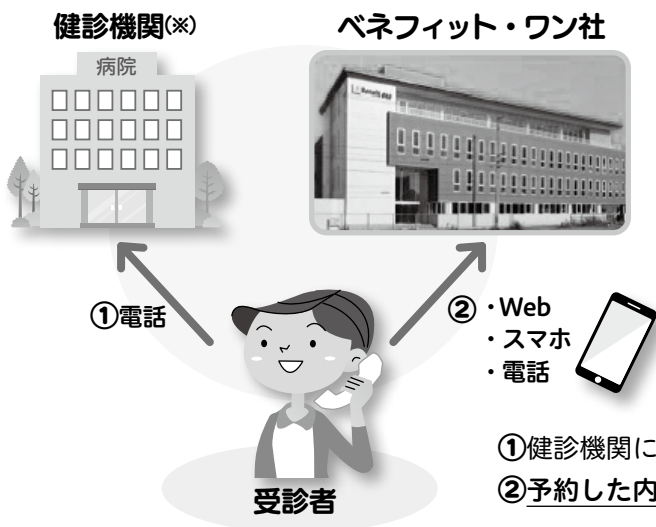 健診機関(※)
ベネフィット・ワン社
病院
①電話
②・Web
・スマホ
・電話
受診者
①健診機関に
②予約した内